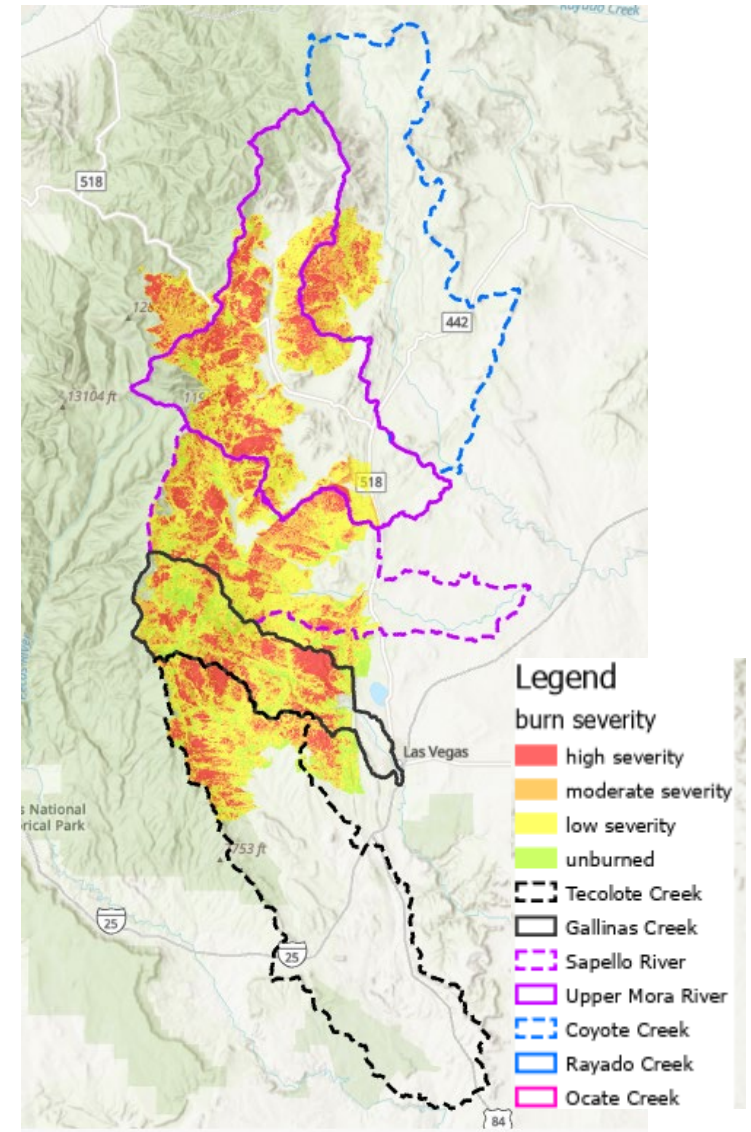 Rayado Creek
518
442
13104 ft
518
Legend
burn severity
high severity
Las Vegas
moderate severity
low severity
s National
orical Park
unburned
753 ft
Tecolote Creek
25
Gallinas Creek
25
Sapello River
Upper Mora River
Coyote Creek
Rayado Creek
Ocate Creek
84